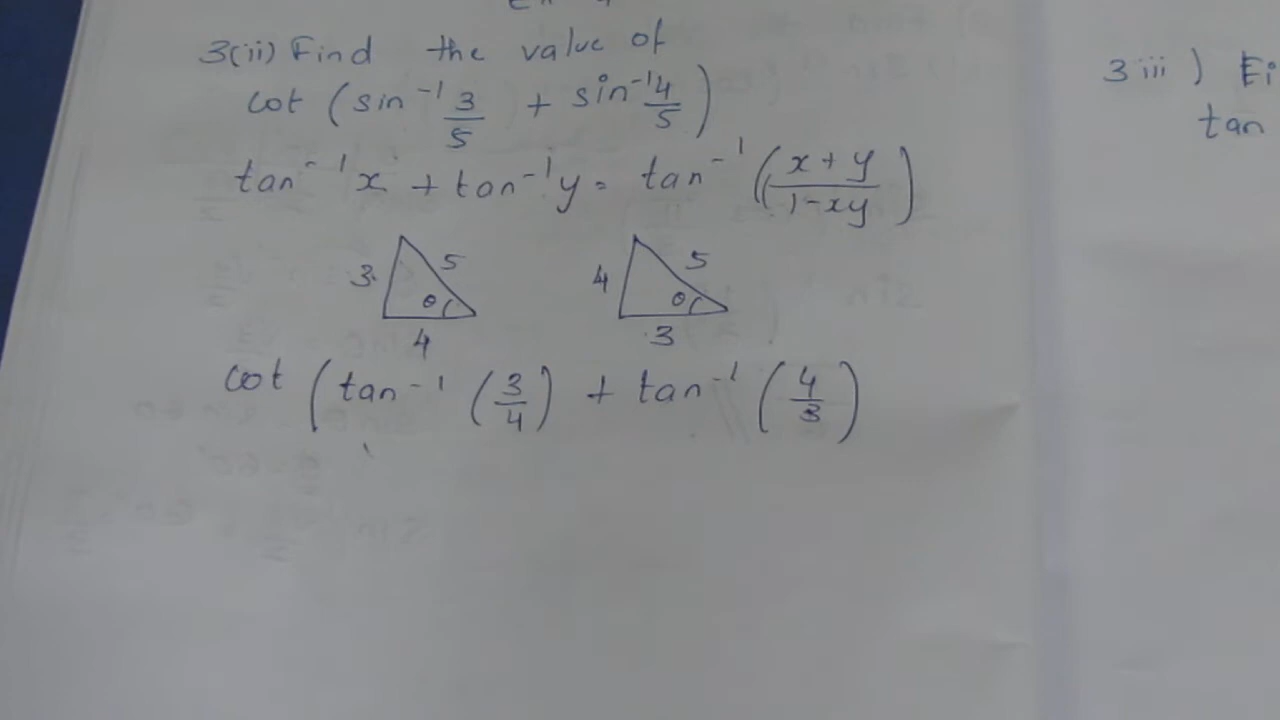 3(ii) Find the value of
cot (sin⁻¹ 3/5 + sin⁻¹ 4/5)
tan⁻¹x + tan⁻¹y = tan⁻¹ ((x+y)/(1-xy))
3 5 θ 4
4 5 θ 3
cot (tan⁻¹ (3/4) + tan⁻¹ (4/3)
3 iii )
tan